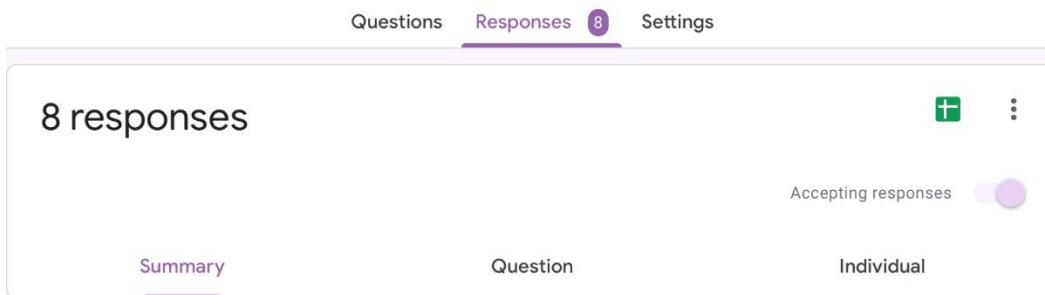 Questions Responses 8 Settings
8 responses
Accepting responses
Summary Question Individual